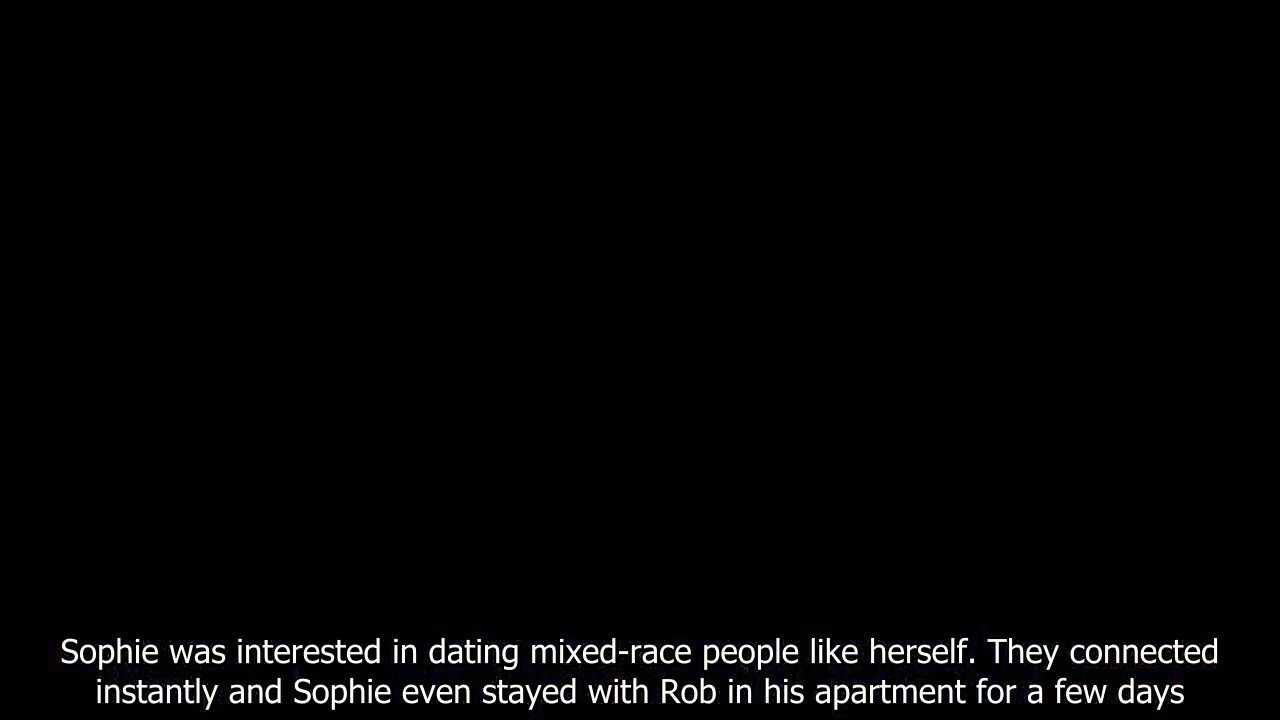 Sophie was interested in dating mixed-race people like herself. They connected
instantly and Sophie even stayed with Rob in his apartment for a few days